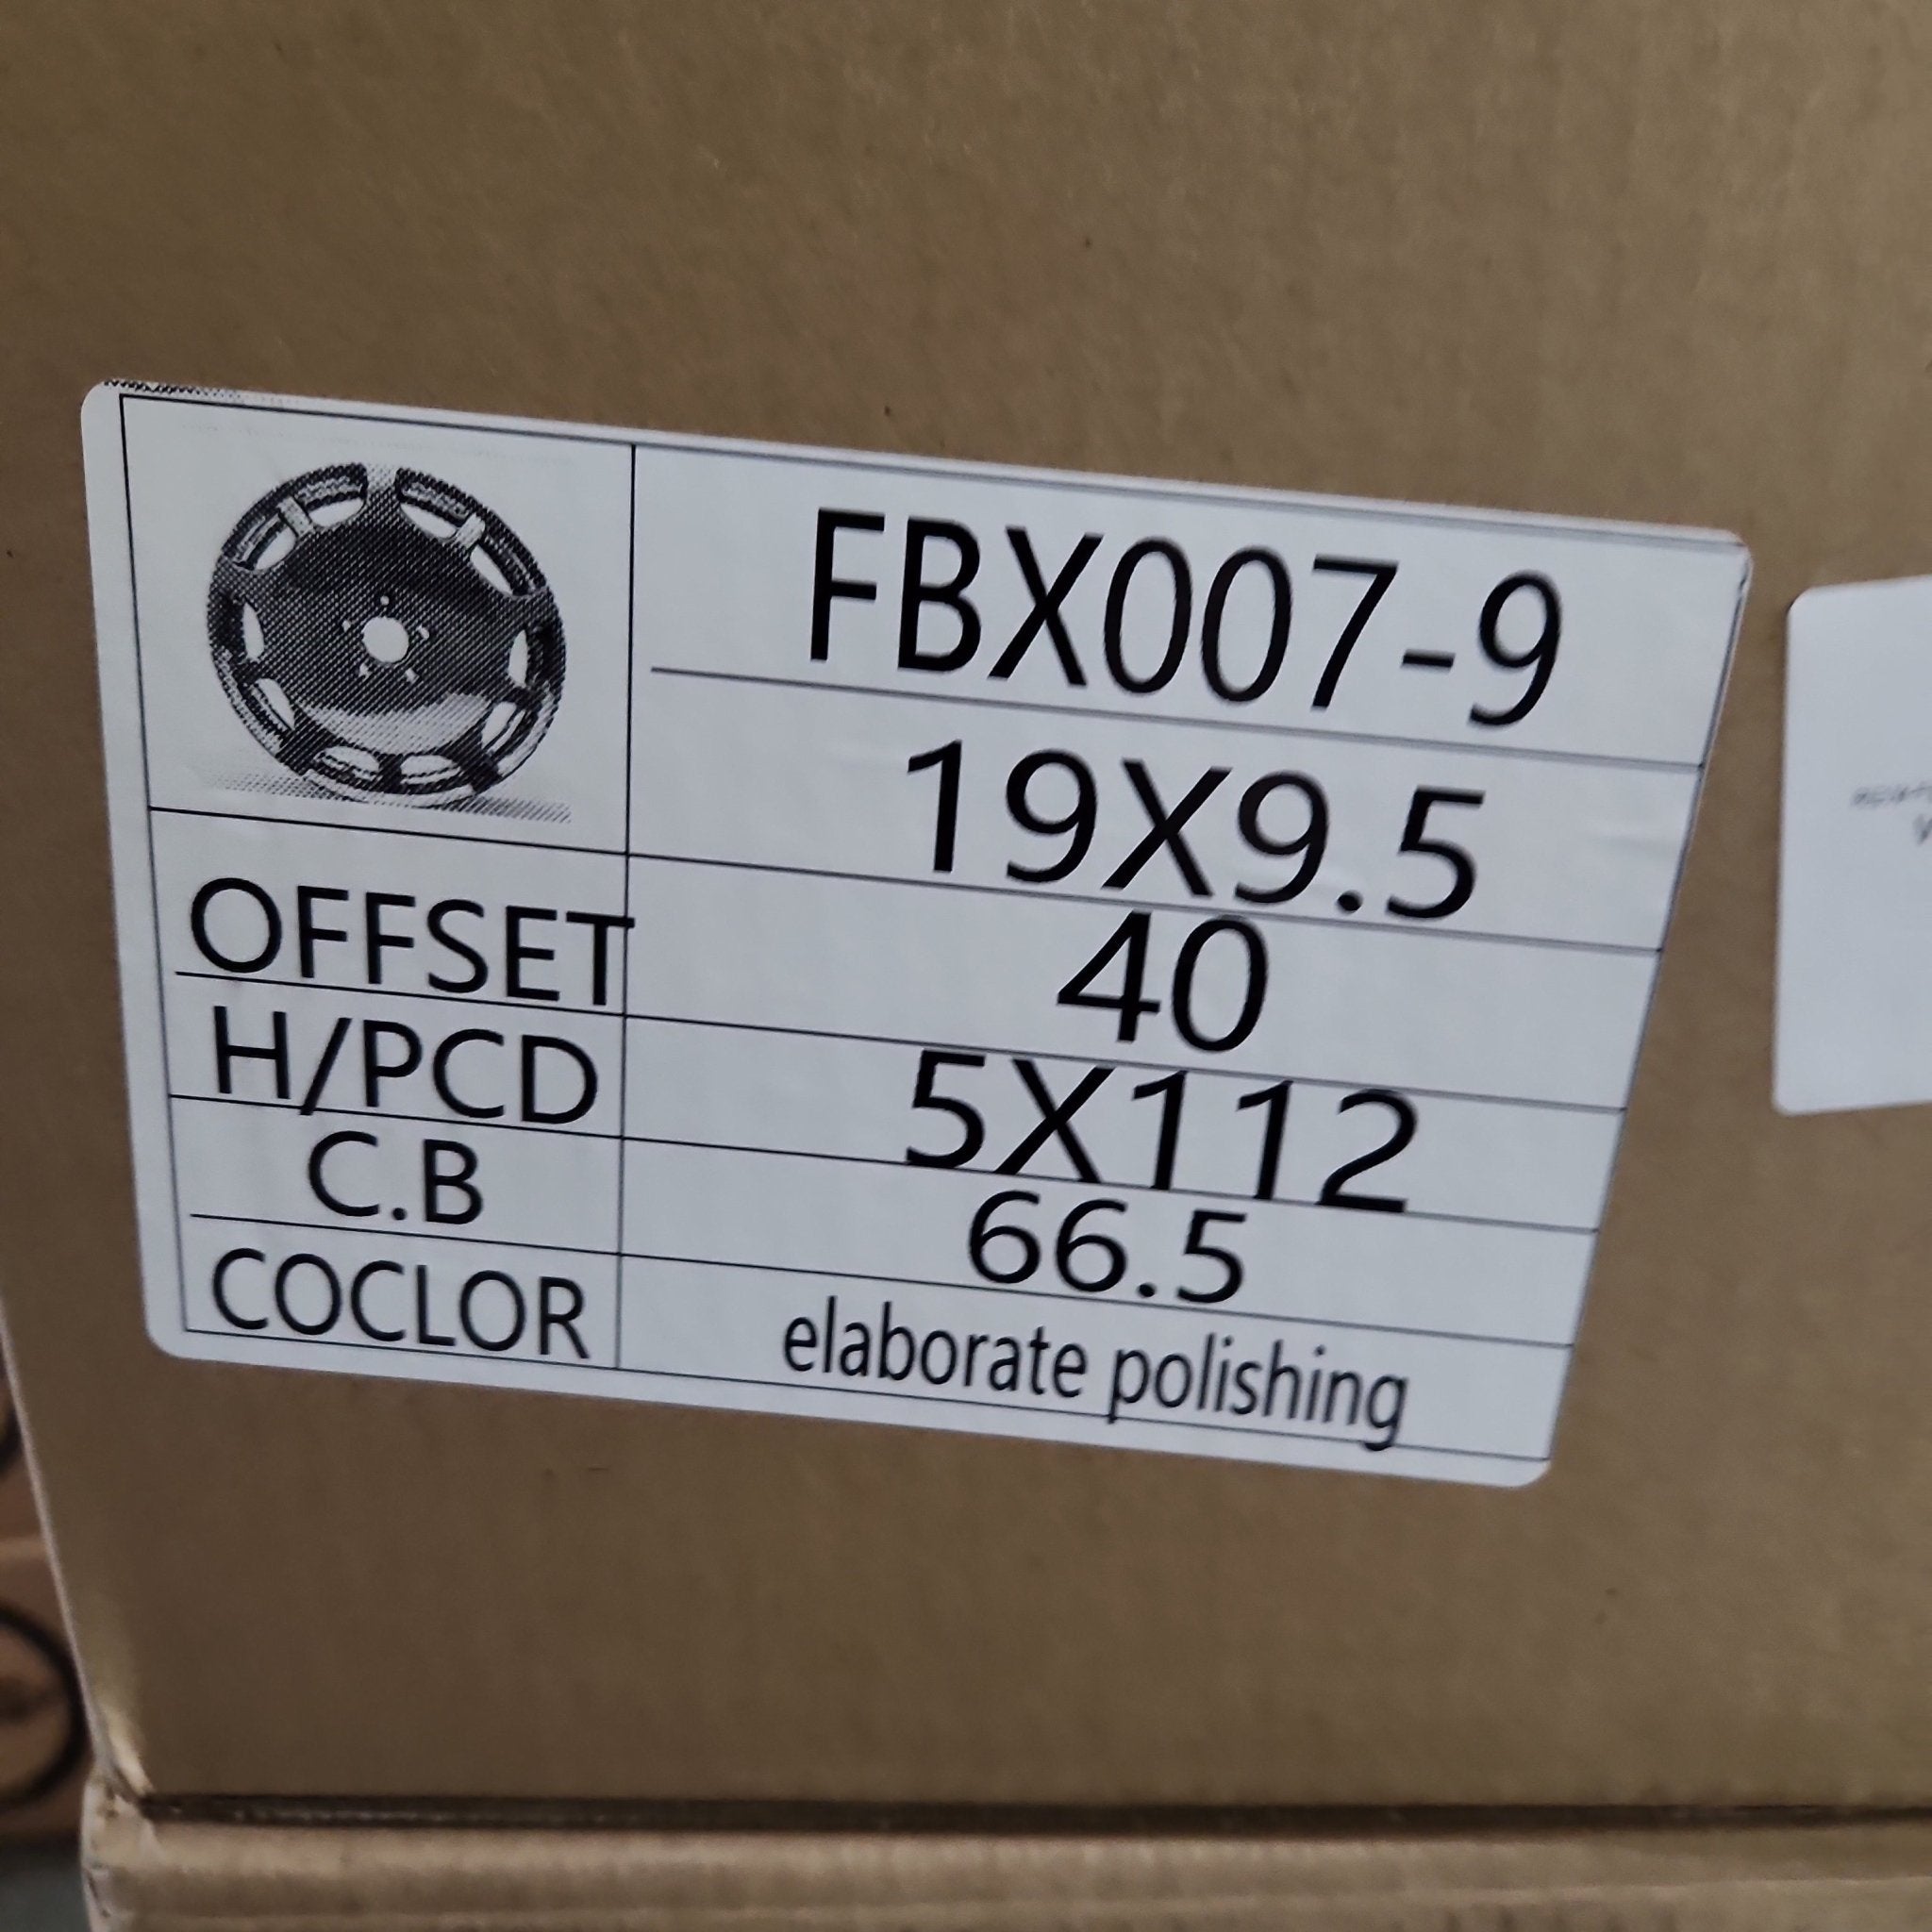 FBX007-9
19X9.5
OFFSET 40
H/PCD 5X112
C.B 66.5
COCLOR elaborate polishing